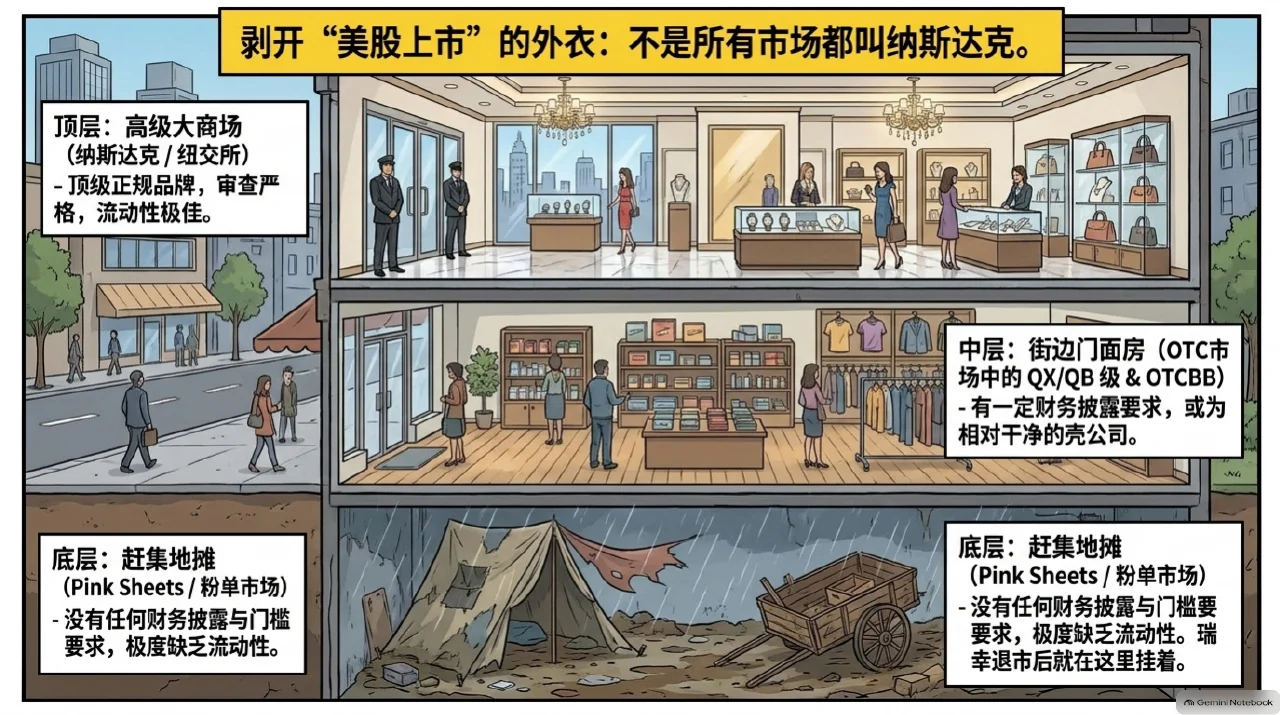 剥开“美股上市”的外衣：不是所有市场都叫纳斯达克。
顶层：高级大商场
（纳斯达克 / 纽交所）
- 顶级正规品牌，审查严
格，流动性极佳。
中层：街边门面房（OTC市
场中的 QX/QB 级 & OTCBB）
- 有一定财务披露要求，或为
相对干净的壳公司。
底层：赶集地摊
（Pink Sheets / 粉单市场）
- 没有任何财务披露与门槛
要求，极度缺乏流动性。
底层：赶集地摊
（Pink Sheets / 粉单市场）
- 没有任何财务披露与门槛要
要求，极度缺乏流动性。瑞
幸退市后就在这里挂着。
Gemini Notebook